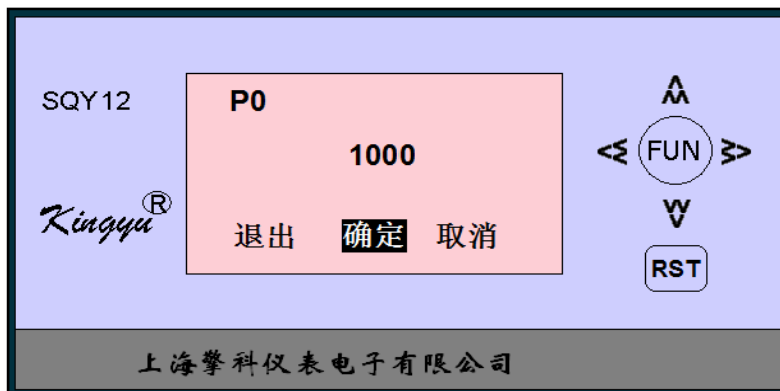 SQY12
P0
1000
Kingyu®
退出 确定 取消
FUN
RST
上海擎科仪表电子有限公司